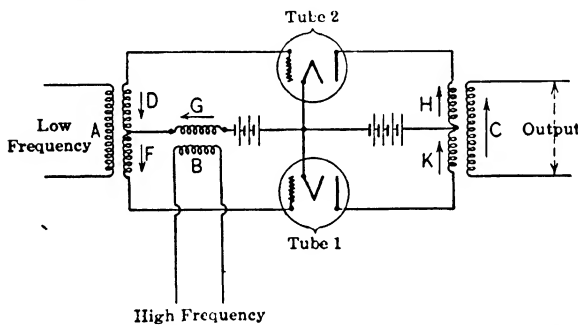 Tube 2
D
G
H
Low
Frequency
A
F
B
K
C
Output
Tube 1
High Frequency